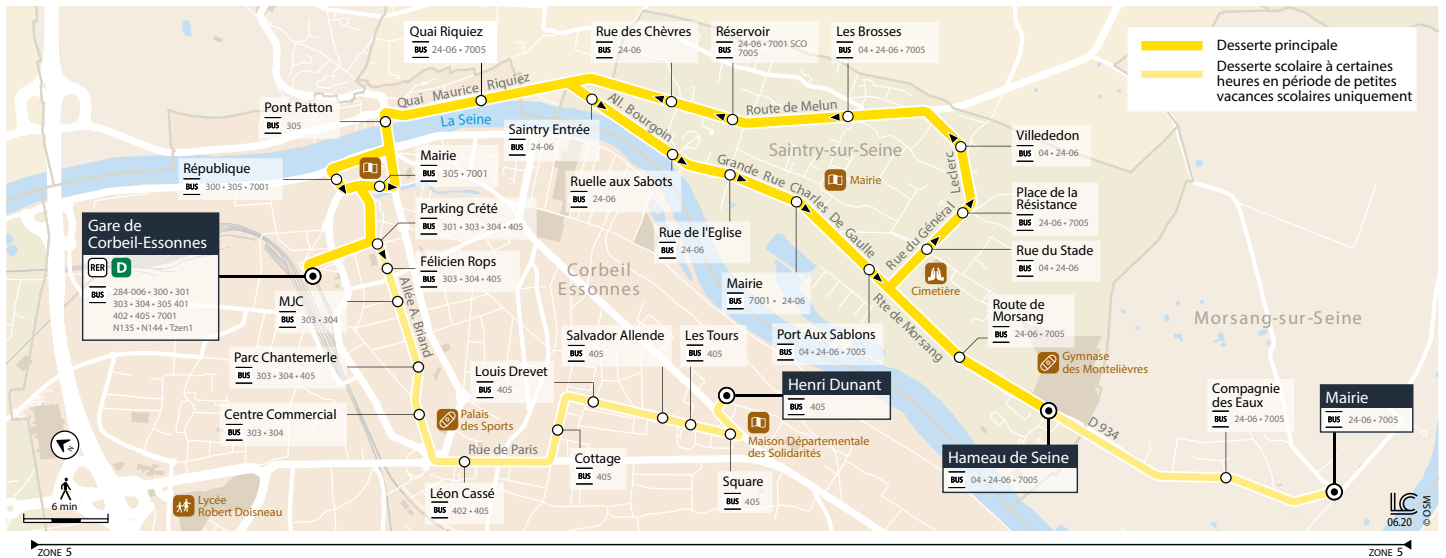 Quai Riquiez
BUS 24-06 • 7005
Rue des Chèvres
BUS 24-06
Réservoir
BUS 24-06 • 7001 SCO
7005
Les Brosses
BUS 04 • 24-06 • 7005
Desserte principale
Desserte scolaire à certaines
heures en période de petites
vacances scolaires uniquement
Pont Patton
BUS 305
Quai Maurice Riquiez
La Seine
All. Bourgoin
Route de Melun
Saintry Entrée
BUS 24-06
Saintry-sur-Seine
Mairie
Villededon
BUS 04 • 24-06
République
BUS 300 • 305 • 7001
Mairie
BUS 305 • 7001
Ruelle aux Sabots
BUS 24-06
Grande Rue Charles De Gaulle
Leclerc
Rue du Général
Place de la
Résistance
BUS 24-06 • 7005
Gare de
Corbeil-Essonnes
RER D
BUS 284-006 • 300 • 301
303 • 304 • 305 401
402 • 405 • 7001
N135 • N144 • Tzen1
Parking Crété
BUS 301 • 303 • 304 • 405
Rue de l'Eglise
BUS 24-06
Rue du Stade
BUS 04 • 24-06
Félicien Rops
BUS 303 • 304 • 405
Corbeil
Essonnes
Mairie
BUS 7001 • 24-06
Cimetière
MJC
BUS 303 • 304
Allée A. Briand
Route de
Morsang
BUS 24-06 • 7005
Morsang-sur-Seine
Rte de Morsang
Salvador Allende
BUS 405
Les Tours
BUS 405
Port Aux Sablons
BUS 04 • 24-06 • 7005
Parc Chantemerle
BUS 303 • 304 • 405
Gymnase
des Montelièvres
Louis Drevet
BUS 405
Henri Dunant
BUS 405
Compagnie
des Eaux
BUS 24-06 • 7005
Mairie
BUS 24-06 • 7005
Centre Commercial
BUS 303 • 304
Palais
des Sports
D 934
Maison Départementale
des Solidarités
Rue de Paris
Cottage
BUS 405
Hameau de Seine
BUS 04 • 24-06 • 7005
Square
BUS 405
Léon Cassé
BUS 402 • 405
Lycée
Robert Doisneau
6 min
LC
06.20
© OSM
ZONE 5
ZONE 5